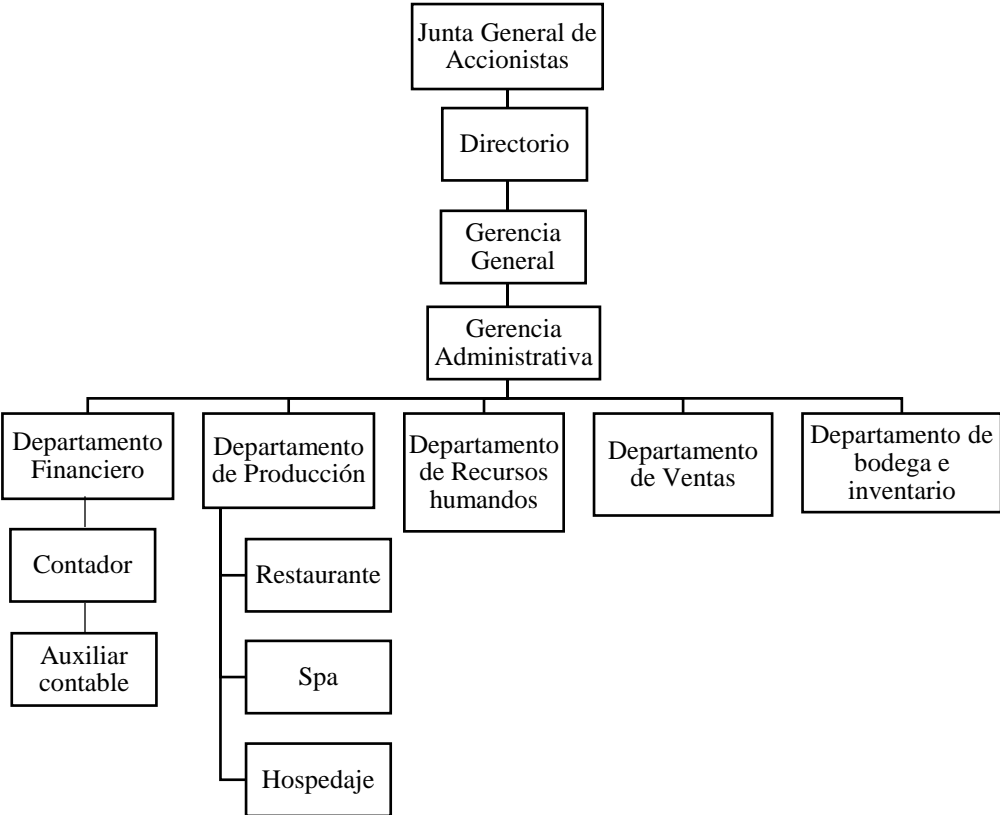 Junta General de
Accionistas
Directorio
Gerencia
General
Gerencia
Administrativa
Departamento
Financiero
Departamento
de Producción
Departamento
de Recursos
humandos
Departamento
de Ventas
Departamento de
bodega e
inventario
Contador
Auxiliar
contable
Restaurante
Spa
Hospedaje